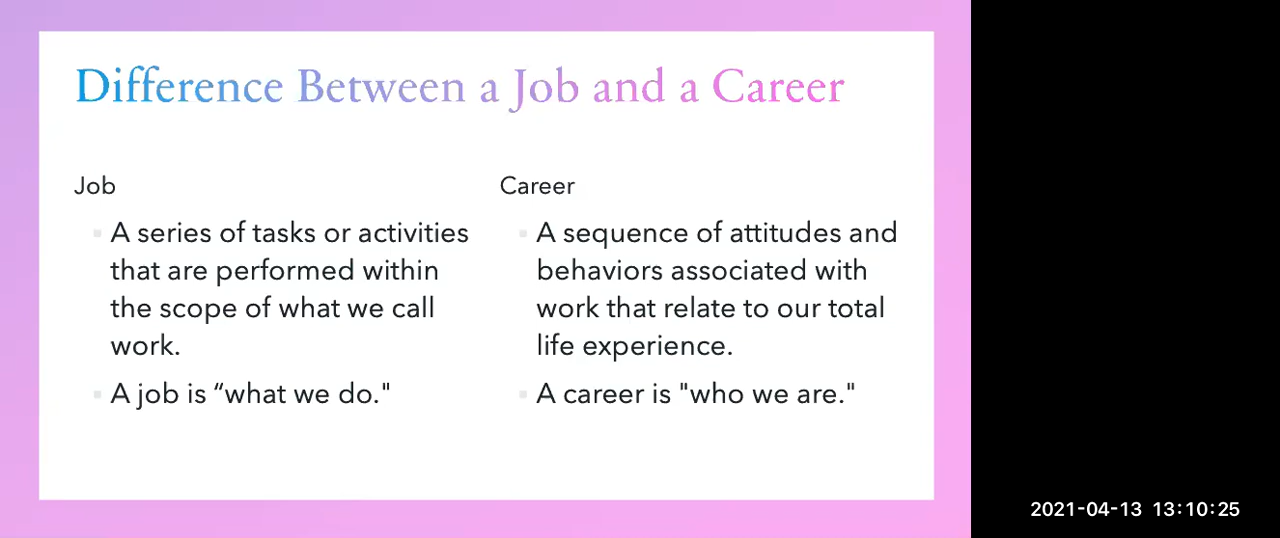 Difference Between a Job and a Career
Job
A series of tasks or activities
that are performed within
the scope of what we call
work.
A job is “what we do."
Career
A sequence of attitudes and
behaviors associated with
work that relate to our total
life experience.
A career is "who we are."
2021-04-13 13:10:25